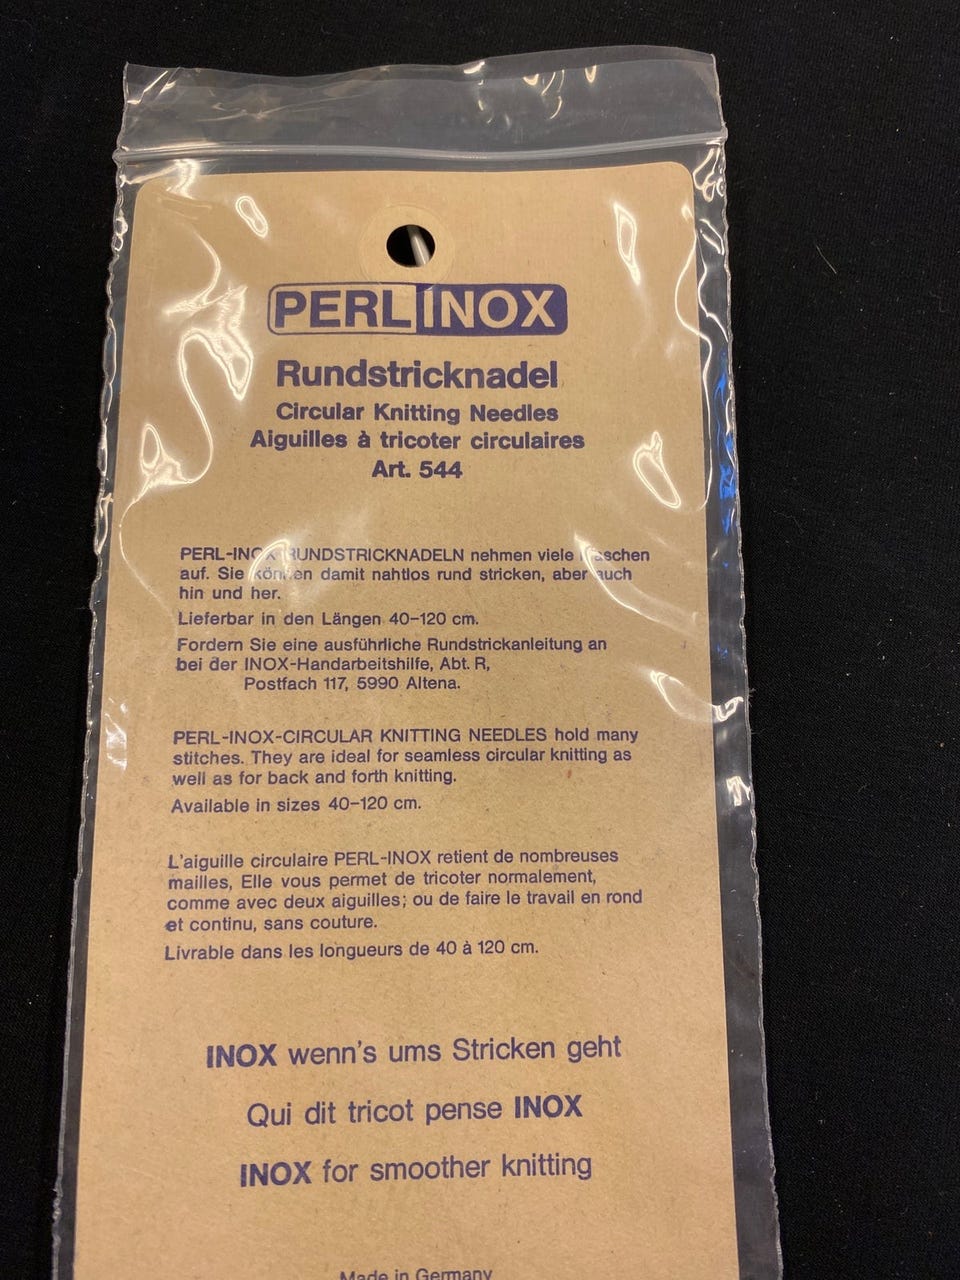 PERL INOX
Rundstricknadel
Circular Knitting Needles
Aiguilles à tricoter circulaires
Art. 544
PERL-INOX RUNDSTRICKNADELN nehmen viele Maschen
auf. Sie können damit nahtlos rund stricken, aber auch
hin und her.
Lieferbar in den Längen 40–120 cm.
Fordern Sie eine ausführliche Rundstrickanleitung an
bei der INOX-Handarbeitshilfe, Abt. R,
Postfach 117, 5990 Altena.
PERL-INOX-CIRCULAR KNITTING NEEDLES hold many
stitches. They are ideal for seamless circular knitting as
well as for back and forth knitting.
Available in sizes 40–120 cm.
L'aiguille circulaire PERL-INOX retient de nombreuses
mailles, Elle vous permet de tricoter normalement,
comme avec deux aiguilles; ou de faire le travail en rond
et continu, sans couture.
Livrable dans les longueurs de 40 à 120 cm.
INOX wenn's ums Stricken geht
Qui dit tricot pense INOX
INOX for smoother knitting
Made in Germany